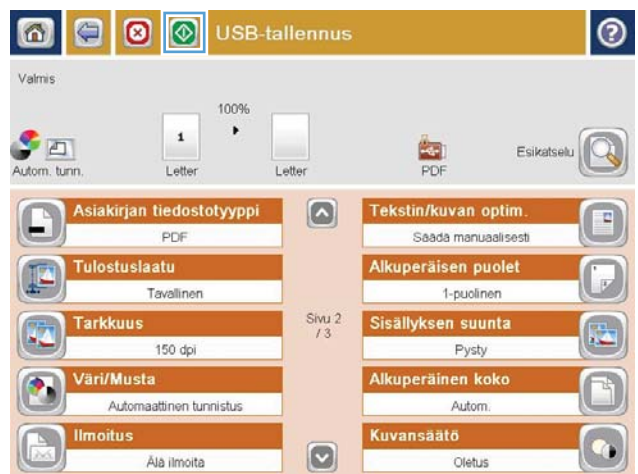 USB-tallennus
Valmis
100%
1
Autom. tunn.
Letter
Letter
PDF
Esikatselu
Asiakirjan tiedostotyyppi
PDF
Tulostuslaatu
Tavallinen
Tarkkuus
150 dpi
Väri/Musta
Automaattinen tunnistus
Ilmoitus
Älä ilmoita
Sivu 2
/ 3
Tekstin/kuvan optim.
Säädä manuaalisesti
Alkuperäisen puolet
1-puolinen
Sisällyksen suunta
Pysty
Alkuperäinen koko
Autom.
Kuvansäätö
Oletus